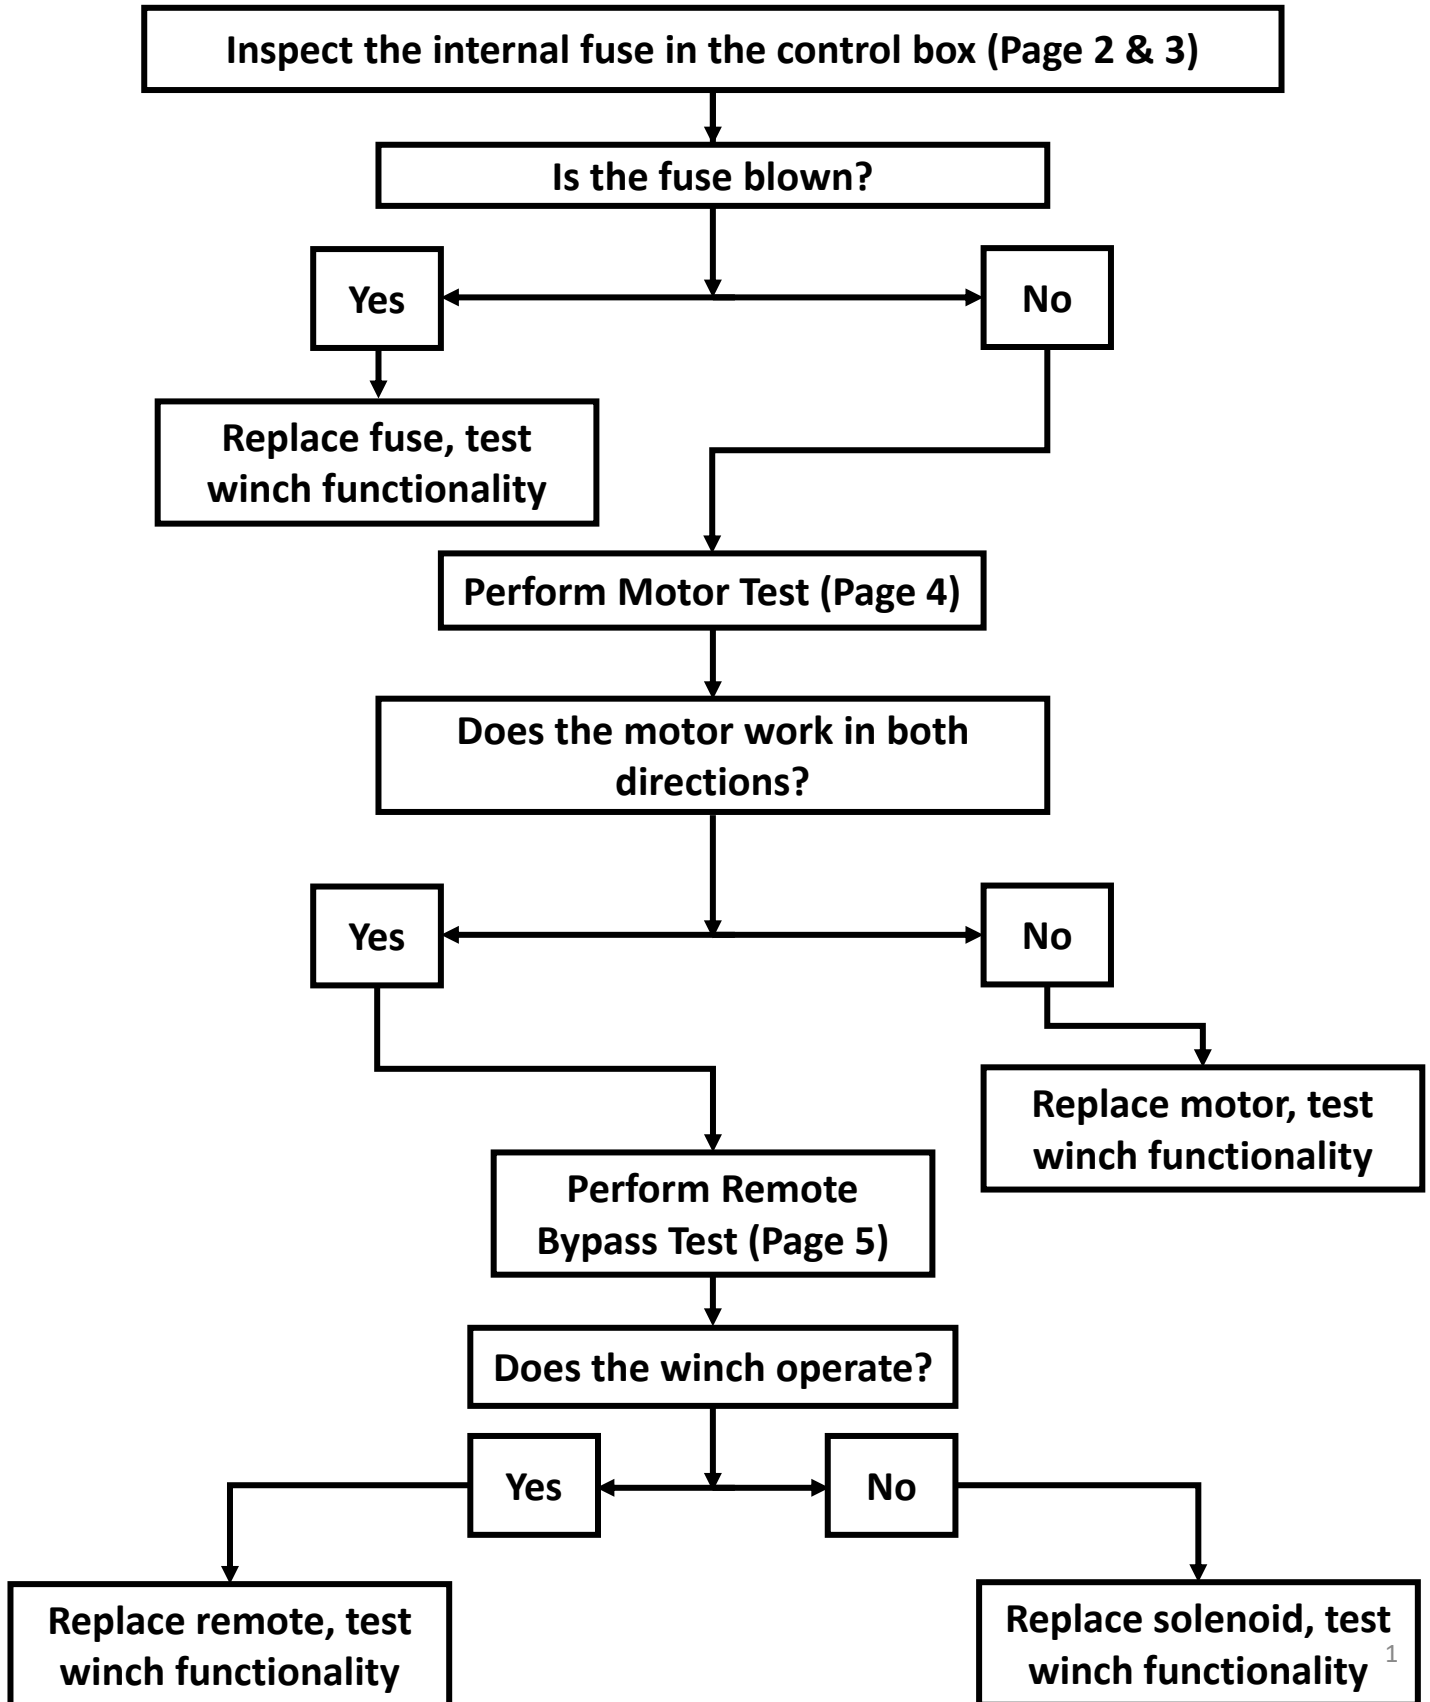 Inspect the internal fuse in the control box (Page 2 & 3)
Is the fuse blown?
Yes
No
Replace fuse, test
winch functionality
Perform Motor Test (Page 4)
Does the motor work in both
directions?
Yes
No
Replace motor, test
winch functionality
Perform Remote
Bypass Test (Page 5)
Does the winch operate?
Yes
No
Replace remote, test
winch functionality
Replace solenoid, test
winch functionality
1